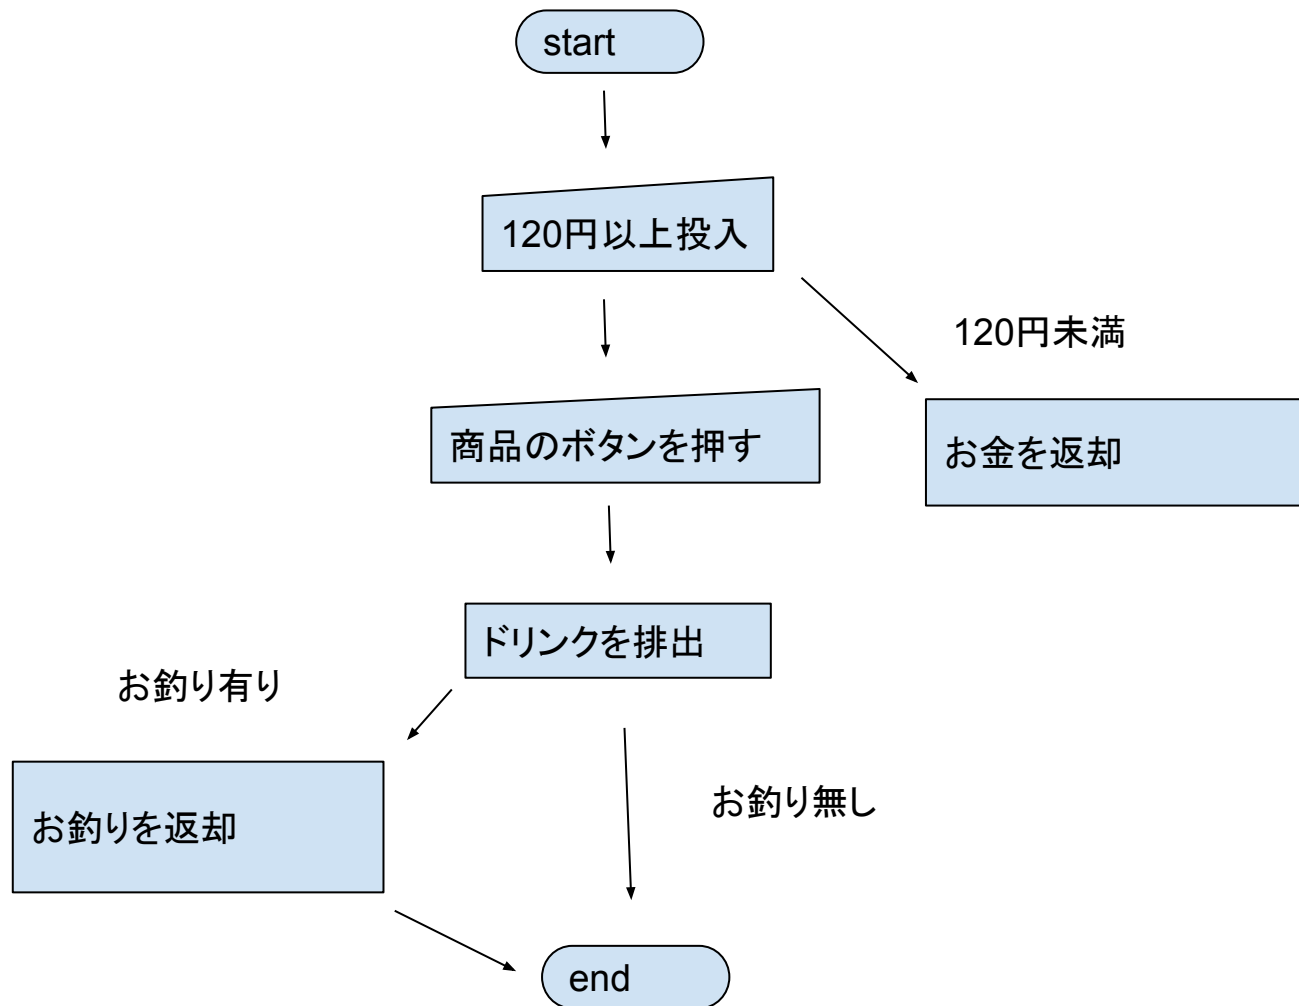 start
120円以上投入
120円未満
商品のボタンを押す
お金を返却
ドリンクを排出
お釣り有り
お釣り無し
お釣りを返却
end